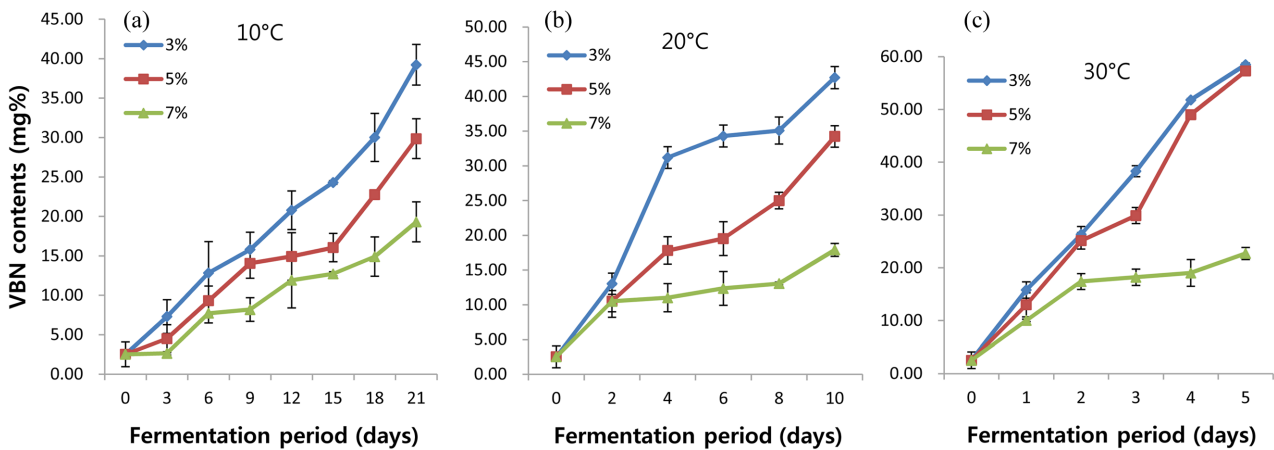 VBN contents (mg%)
(a)
10°C
3%
5%
7%
45.00
40.00
35.00
30.00
25.00
20.00
15.00
10.00
5.00
0.00
0 3 6 9 12 15 18 21
Fermentation period (days)
(b)
20°C
3%
5%
7%
50.00
45.00
40.00
35.00
30.00
25.00
20.00
15.00
10.00
5.00
0.00
0 2 4 6 8 10
Fermentation period (days)
(c)
30°C
3%
5%
7%
60.00
50.00
40.00
30.00
20.00
10.00
0.00
0 1 2 3 4 5
Fermentation period (days)